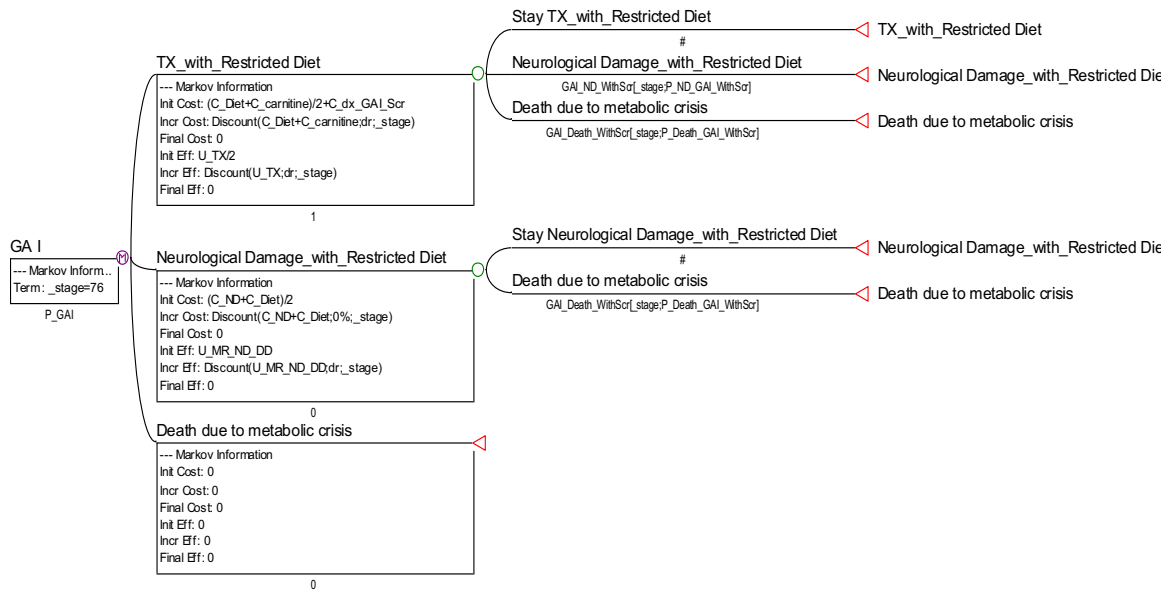 GA I
--- Markov Inform...
Term: _stage=76
P_GAI
TX_with_Restricted Diet
--- Markov Information
Init Cost: (C_Diet+C_carnitine)/2+C_dx_GAI_Scr
Incr Cost: Discount(C_Diet+C_carnitine;dr;_stage)
Final Cost: 0
Init Eff: U_TX/2
Incr Eff: Discount(U_TX;dr;_stage)
Final Eff: 0
1
Stay TX_with_Restricted Diet
#
TX_with_Restricted Diet
Neurological Damage_with_Restricted Diet
GAI_ND_WithScr[_stage;P_ND_GAI_WithScr]
Neurological Damage_with_Restricted Die
Death due to metabolic crisis
GAI_Death_WithScr[_stage;P_Death_GAI_WithScr]
Death due to metabolic crisis
Neurological Damage_with_Restricted Diet
--- Markov Information
Init Cost: (C_ND+C_Diet)/2
Incr Cost: Discount(C_ND+C_Diet;0%;_stage)
Final Cost: 0
Init Eff: U_MR_ND_DD
Incr Eff: Discount(U_MR_ND_DD;dr;_stage)
Final Eff: 0
0
Stay Neurological Damage_with_Restricted Diet
#
Neurological Damage_with_Restricted Die
Death due to metabolic crisis
GAI_Death_WithScr[_stage;P_Death_GAI_WithScr]
Death due to metabolic crisis
Death due to metabolic crisis
--- Markov Information
Init Cost: 0
Incr Cost: 0
Final Cost: 0
Init Eff: 0
Incr Eff: 0
Final Eff: 0
0